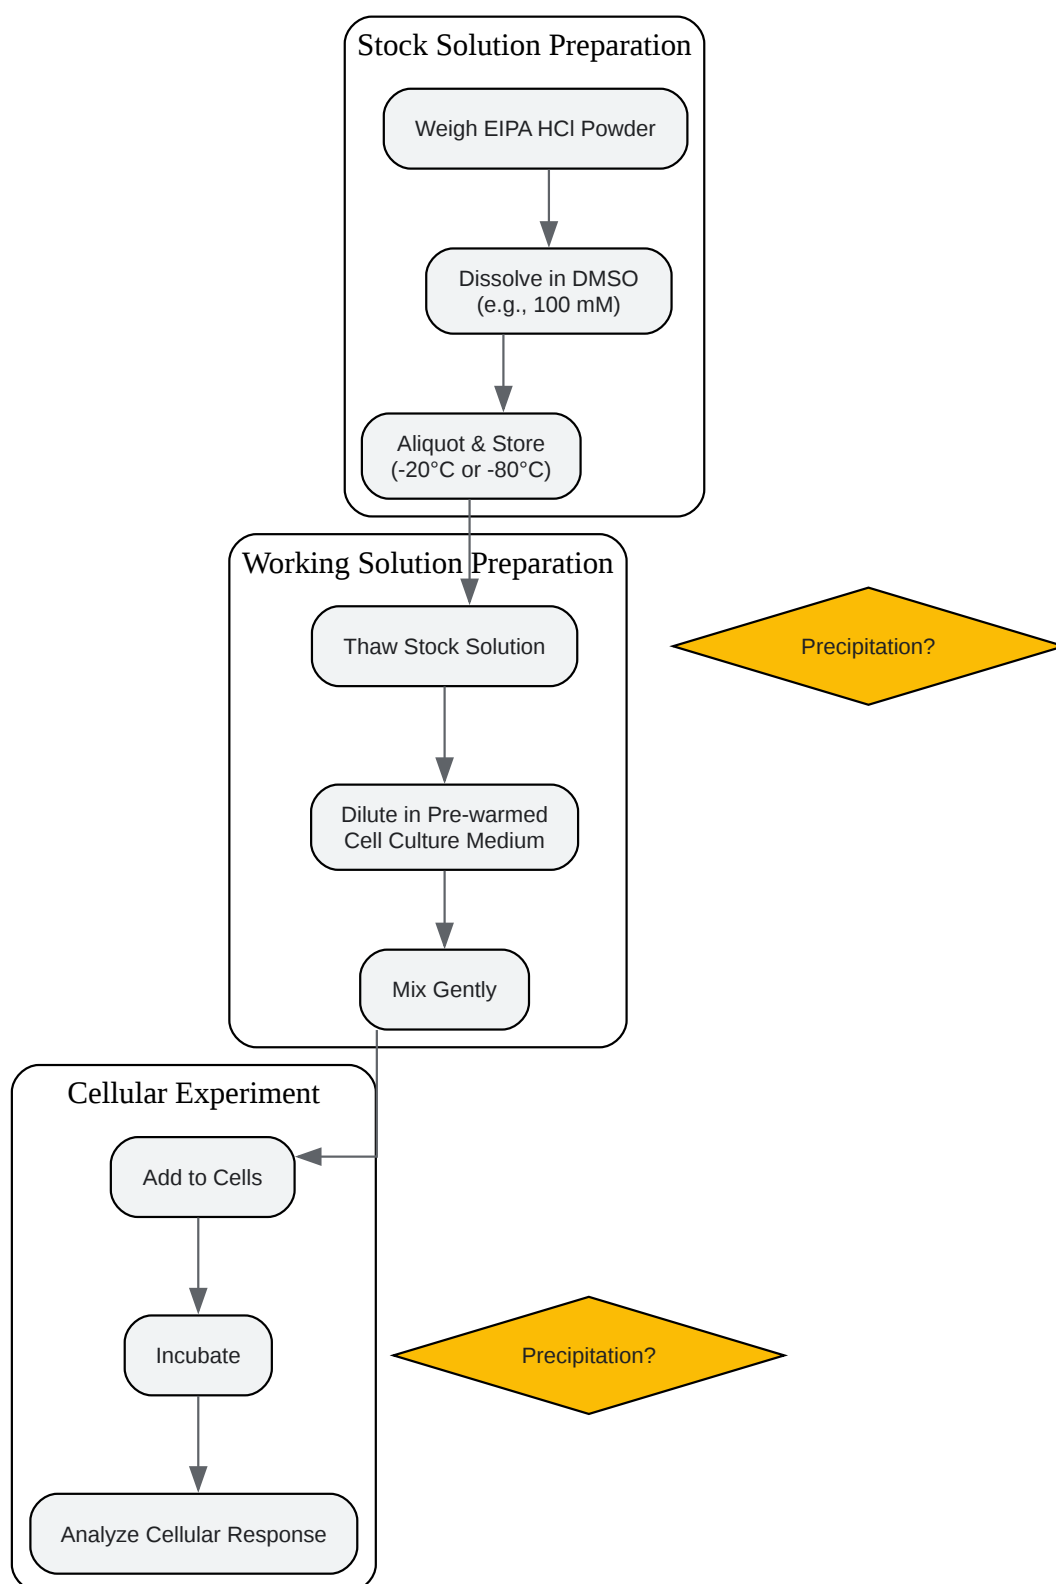 Stock Solution Preparation
Weigh EIPA HCl Powder
Dissolve in DMSO
(e.g., 100 mM)
Aliquot & Store
(-20°C or -80°C)
Working Solution Preparation
Thaw Stock Solution
Precipitation?
Dilute in Pre-warmed
Cell Culture Medium
Mix Gently
Cellular Experiment
Add to Cells
Incubate
Precipitation?
Analyze Cellular Response